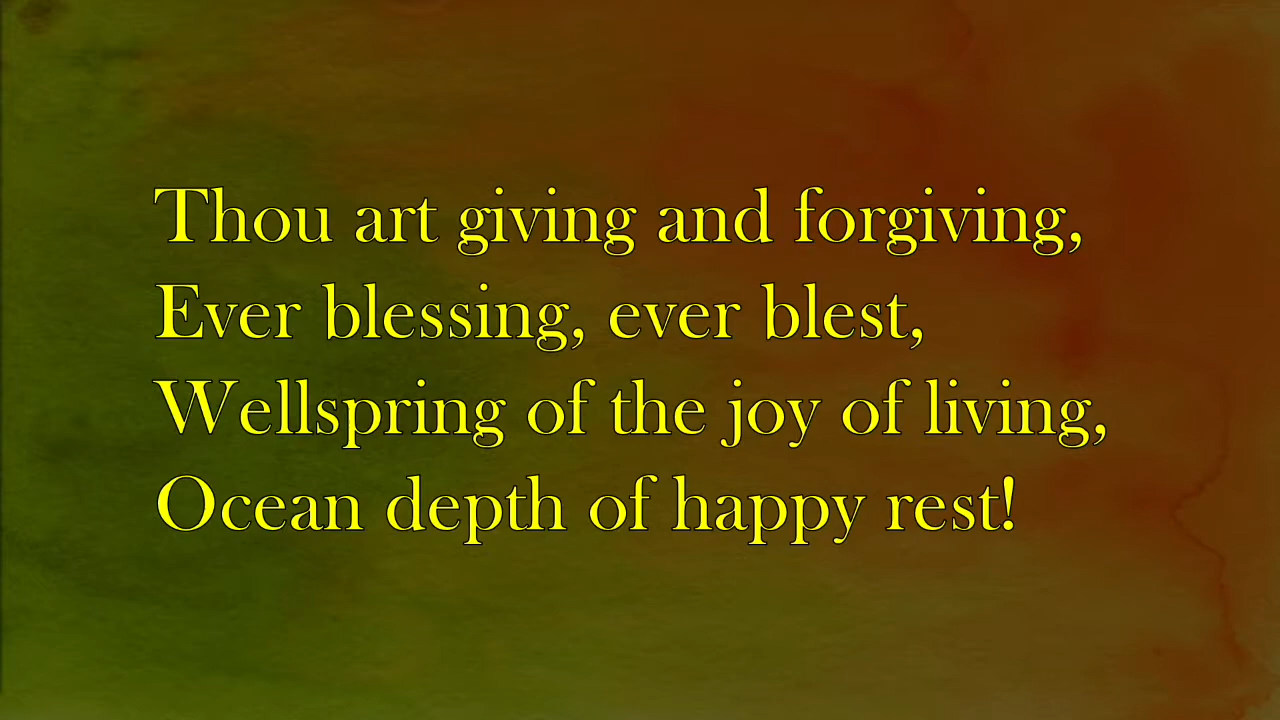 Thou art giving and forgiving,
Ever blessing, ever blest,
Wellspring of the joy of living,
Ocean depth of happy rest!